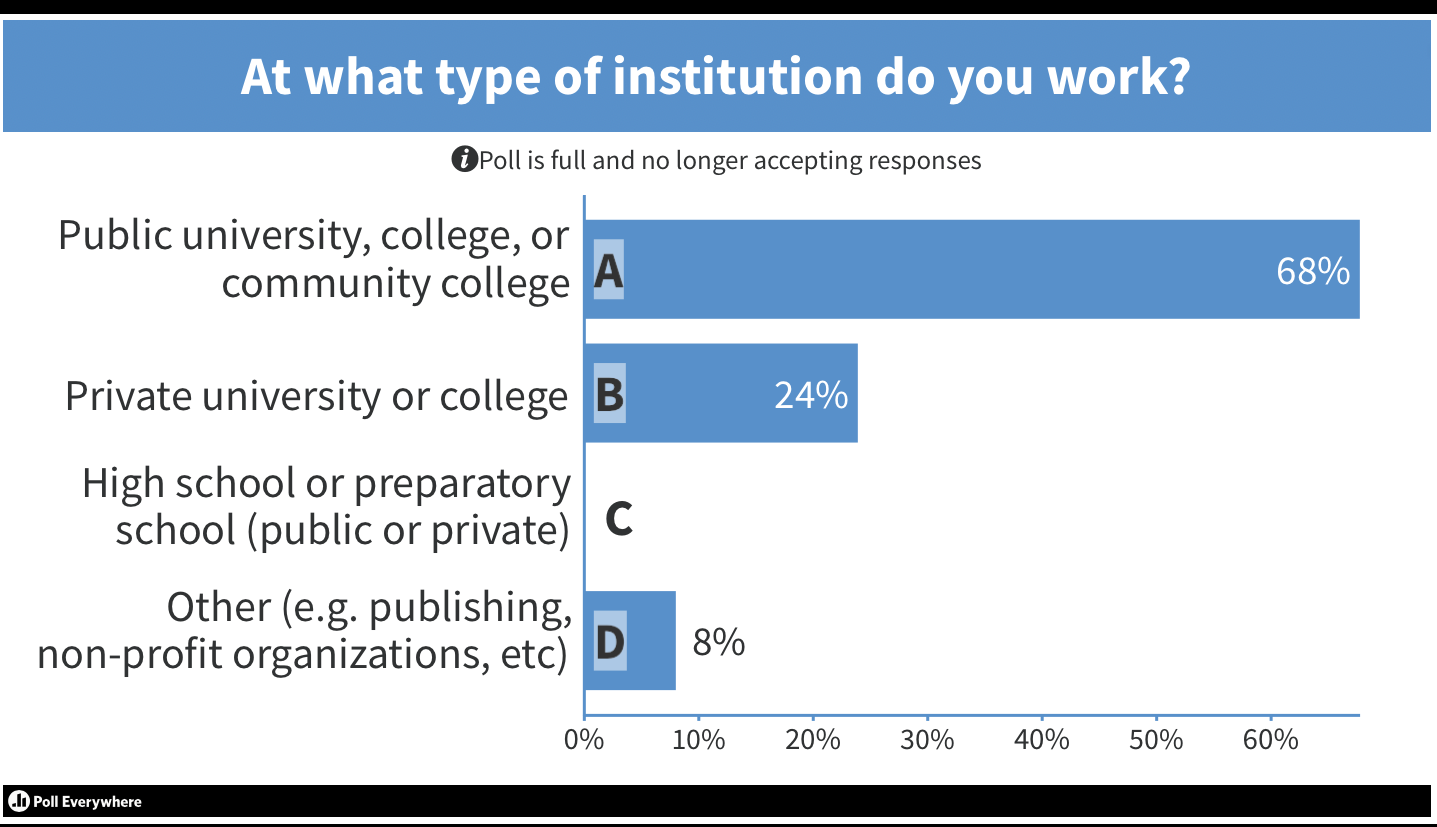 At what type of institution do you work?
Poll is full and no longer accepting responses
Public university, college, or
community college
A
68%
Private university or college
B
24%
High school or preparatory
school (public or private)
C
Other (e.g. publishing,
non-profit organizations, etc)
D
8%
0% 10% 20% 30% 40% 50% 60%
Poll Everywhere